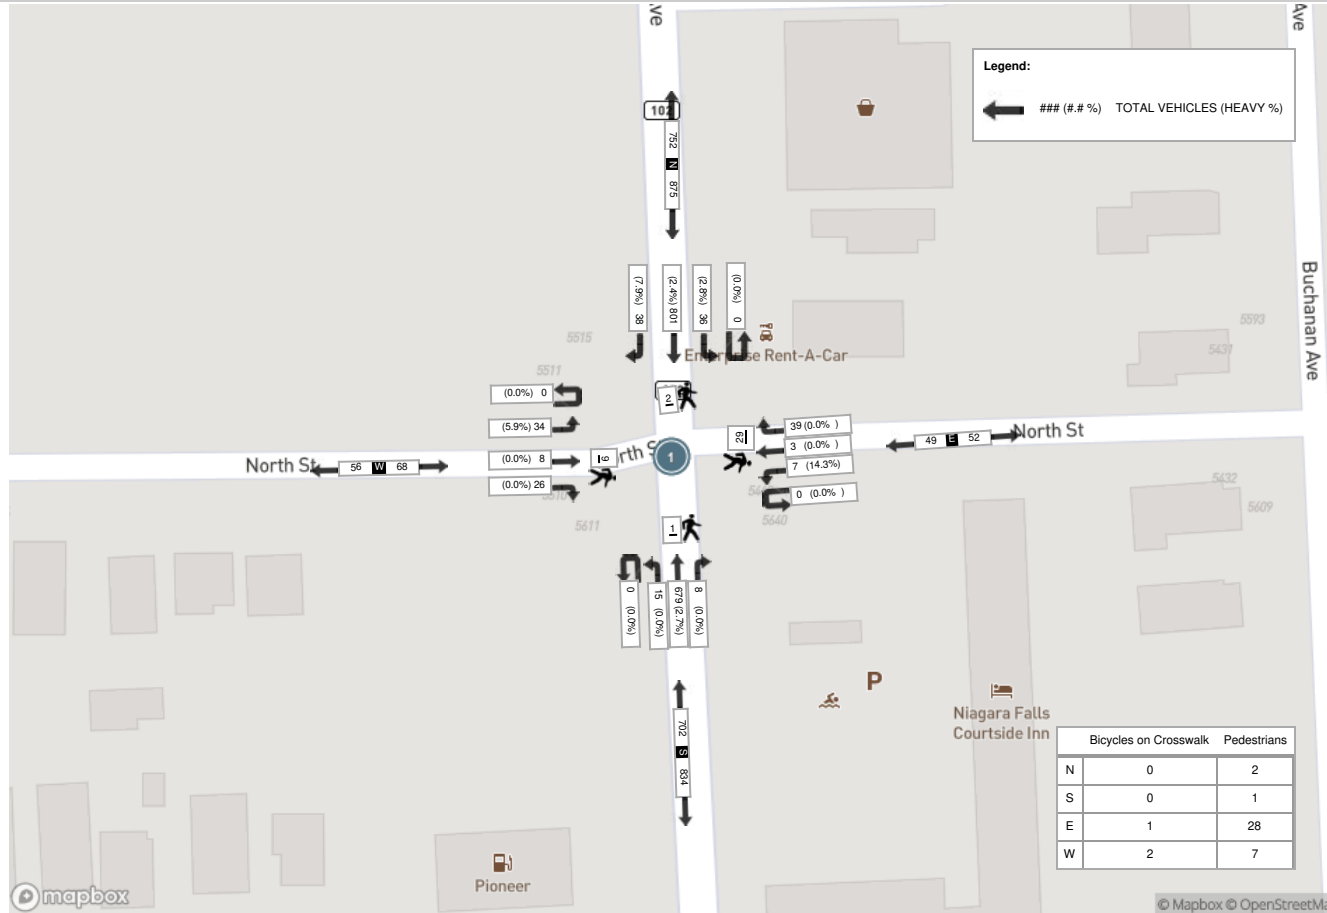 Ave
Ave
Legend:
### (#.# %) TOTAL VEHICLES (HEAVY %)
102
752 N 875
(7.9%) 38
(2.4%) 801
(2.8%) 36
(0.0%) 0
Buchanan Ave
5593
5431
5515
5511
Enterprise Rent-A-Car
2
(0.0%) 0
(5.9%) 34
(0.0%) 8
(0.0%) 26
9
29
39 (0.0% )
3 (0.0% )
7 (14.3%)
0 (0.0% )
49 E 52
North St
North St
56 W 68
rth S
1
5611
5640
5432
5609
1
0 (0.0%)
15 (0.0%)
679 (2.7%)
8 (0.0%)
702 S 834
P
Niagara Falls
Courtside Inn
Bicycles on Crosswalk Pedestrians
N 0 2
S 0 1
E 1 28
W 2 7
Pioneer
mapbox
© Mapbox © OpenStreetMa